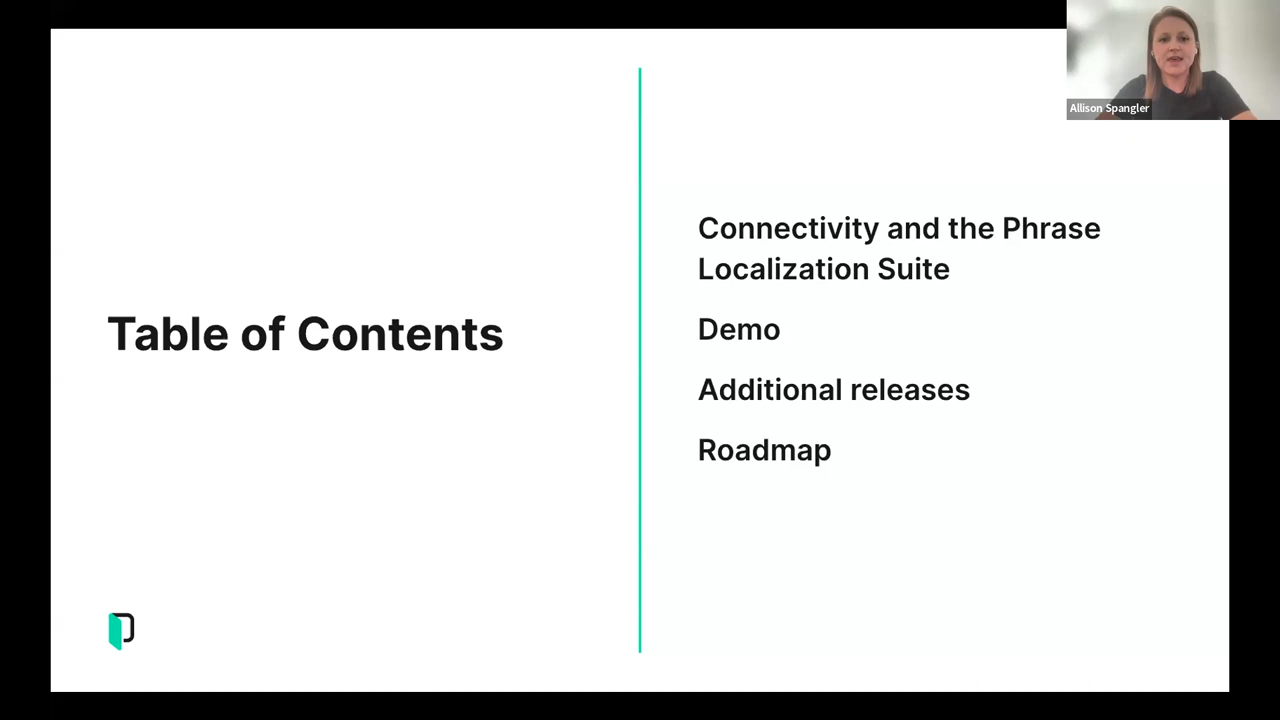 Allison Spangler
Table of Contents
Connectivity and the Phrase
Localization Suite
Demo
Additional releases
Roadmap